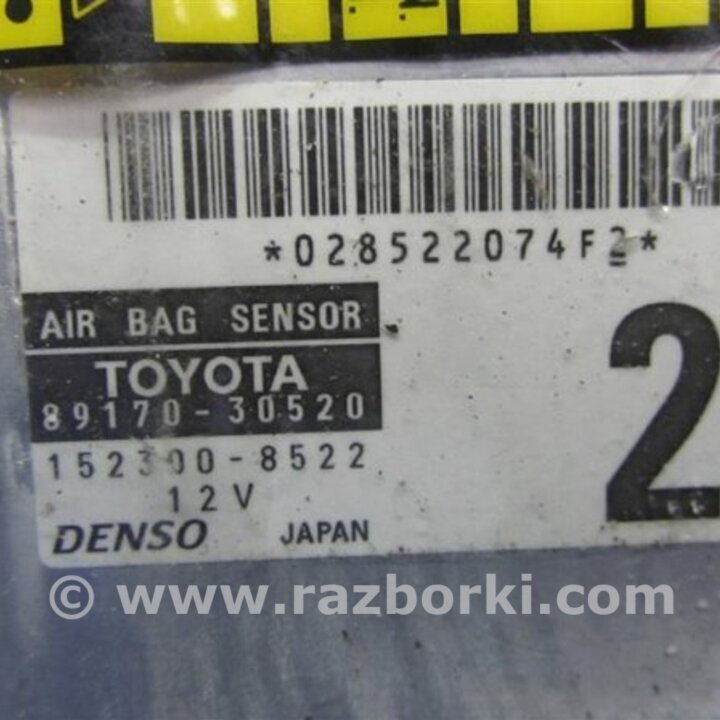 *028522074F2*
AIR BAG SENSOR
TOYOTA
89170-30520
152300-8522
12V
DENSO JAPAN
2
© www.razborki.com